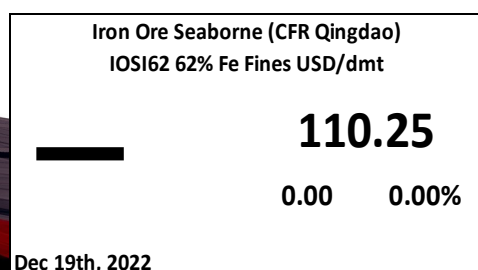 Iron Ore Seaborne (CFR Qingdao)
IOSI62 62% Fe Fines USD/dmt
110.25
0.00 0.00%
Dec 19th, 2022